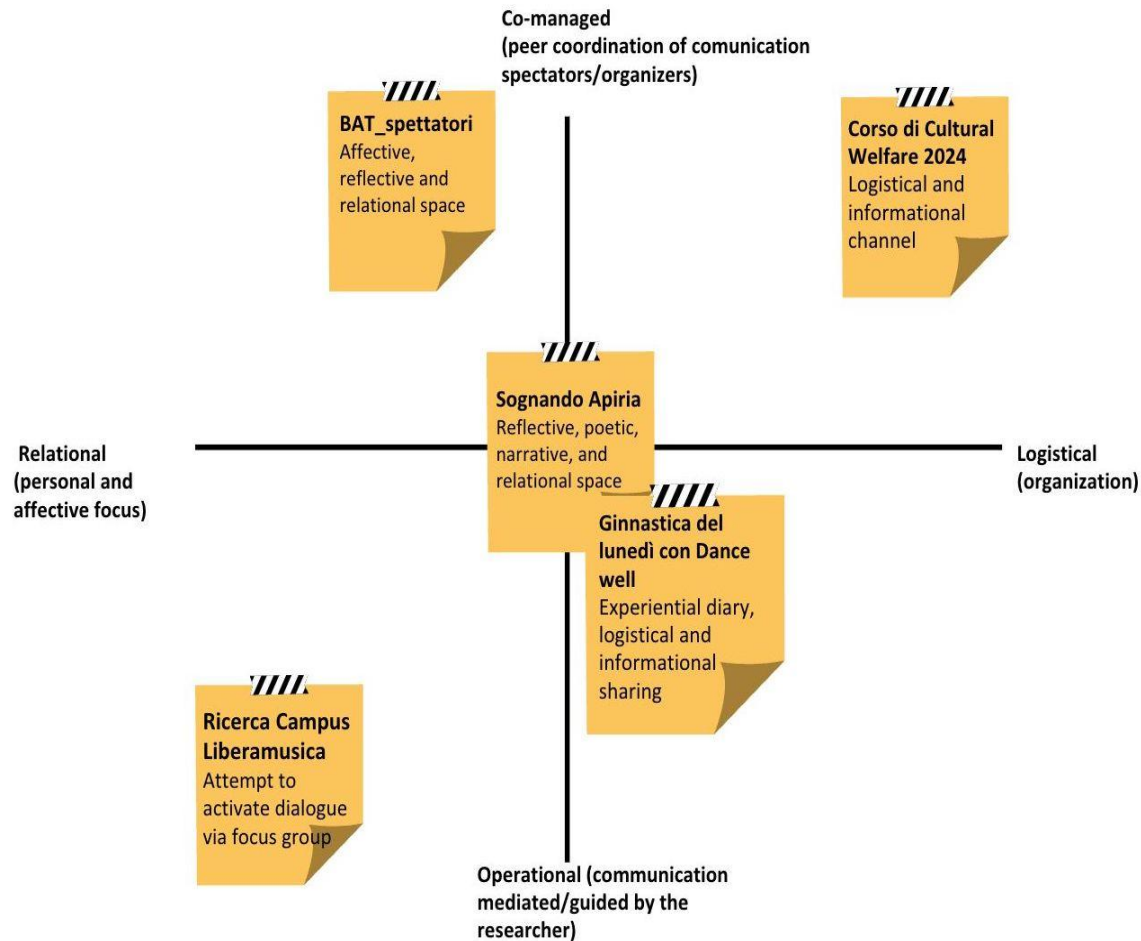 Co-managed
(peer coordination of comunication
spectators/organizers)
BAT_spettatori
Affective,
reflective and
relational space
Corso di Cultural
Welfare 2024
Logistical and
informational
channel
Sognando Apiria
Reflective, poetic,
narrative, and
relational space
Relational
(personal and
affective focus)
Logistical
(organization)
Ginnastica del
lunedì con Dance
well
Experiential diary,
logistical and
informational
sharing
Ricerca Campus
Liberamusica
Attempt to
activate dialogue
via focus group
Operational (communication
mediated/guided by the
researcher)